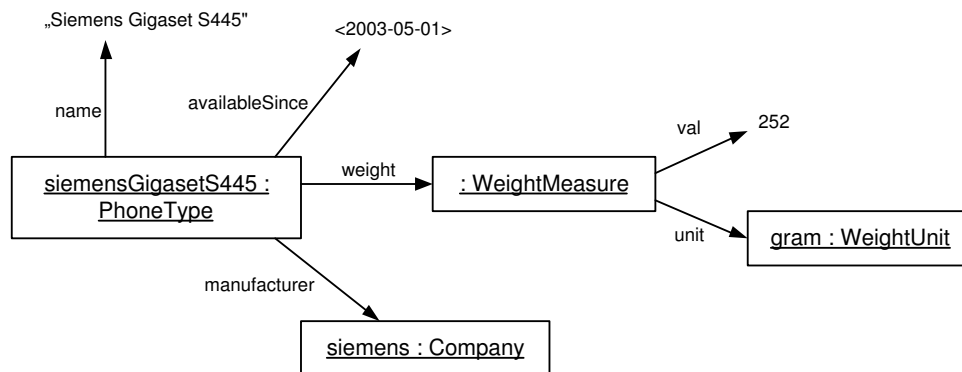 „Siemens Gigaset S445"
<2003-05-01>
name
availableSince
val
252
siemensGigasetS445 :
PhoneType
weight
: WeightMeasure
unit
gram : WeightUnit
manufacturer
siemens : Company